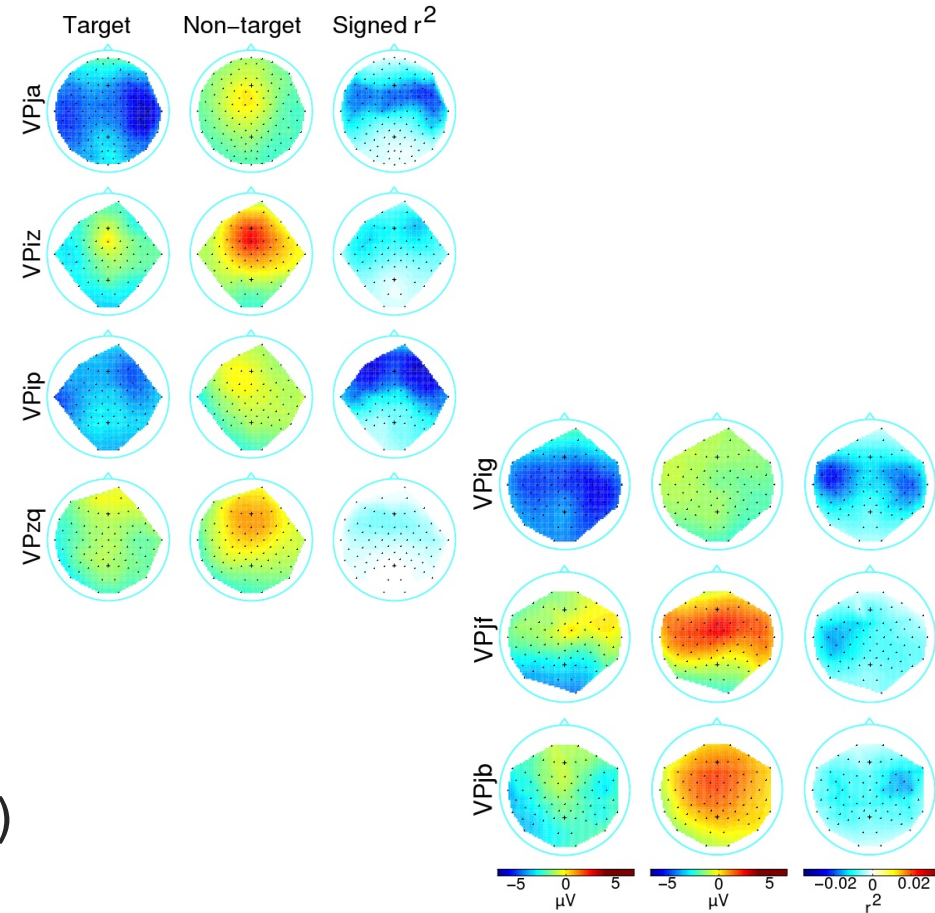 Target Non−target Signed r²
VPja
VPiz
VPip
VPzq
VPig
VPjf
VPjb
)
−5 0 5 −5 0 5 −0.02 0 0.02
μV μV r²